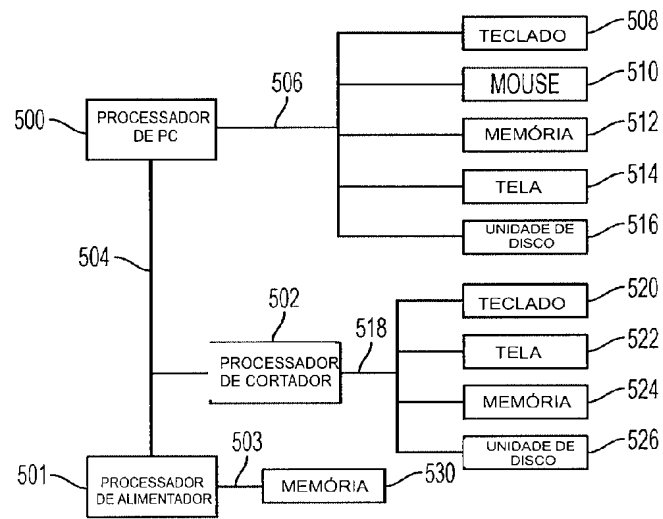 TECLADO
508
506
MOUSE
510
500
PROCESSADOR
DE PC
MEMÓRIA
512
TELA
514
UNIDADE DE
DISCO
516
504
502
518
TECLADO
520
PROCESSADOR
DE CORTADOR
TELA
522
MEMÓRIA
524
UNIDADE DE
DISCO
526
501
PROCESSADOR
DE ALIMENTADOR
503
MEMÓRIA
530